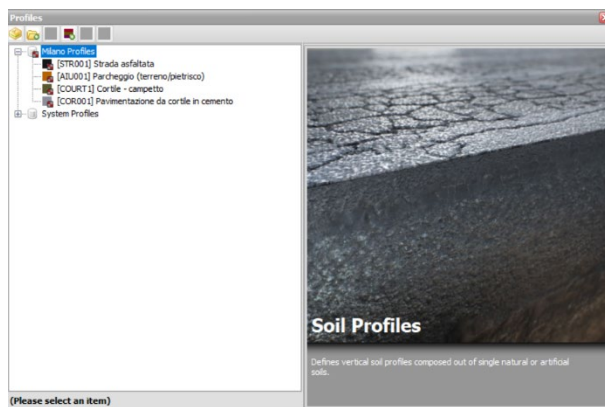 Profiles
Milano Profiles
[STR001] Strada asfaltata
[AIU001] Parcheggio (terreno/pietrisco)
[COURT1] Cortile - campetto
[COR001] Pavimentazione da cortile in cemento
System Profiles
Soil Profiles
Defines vertical soil profiles composed out of single natural or artificial
soils.
(Please select an item)